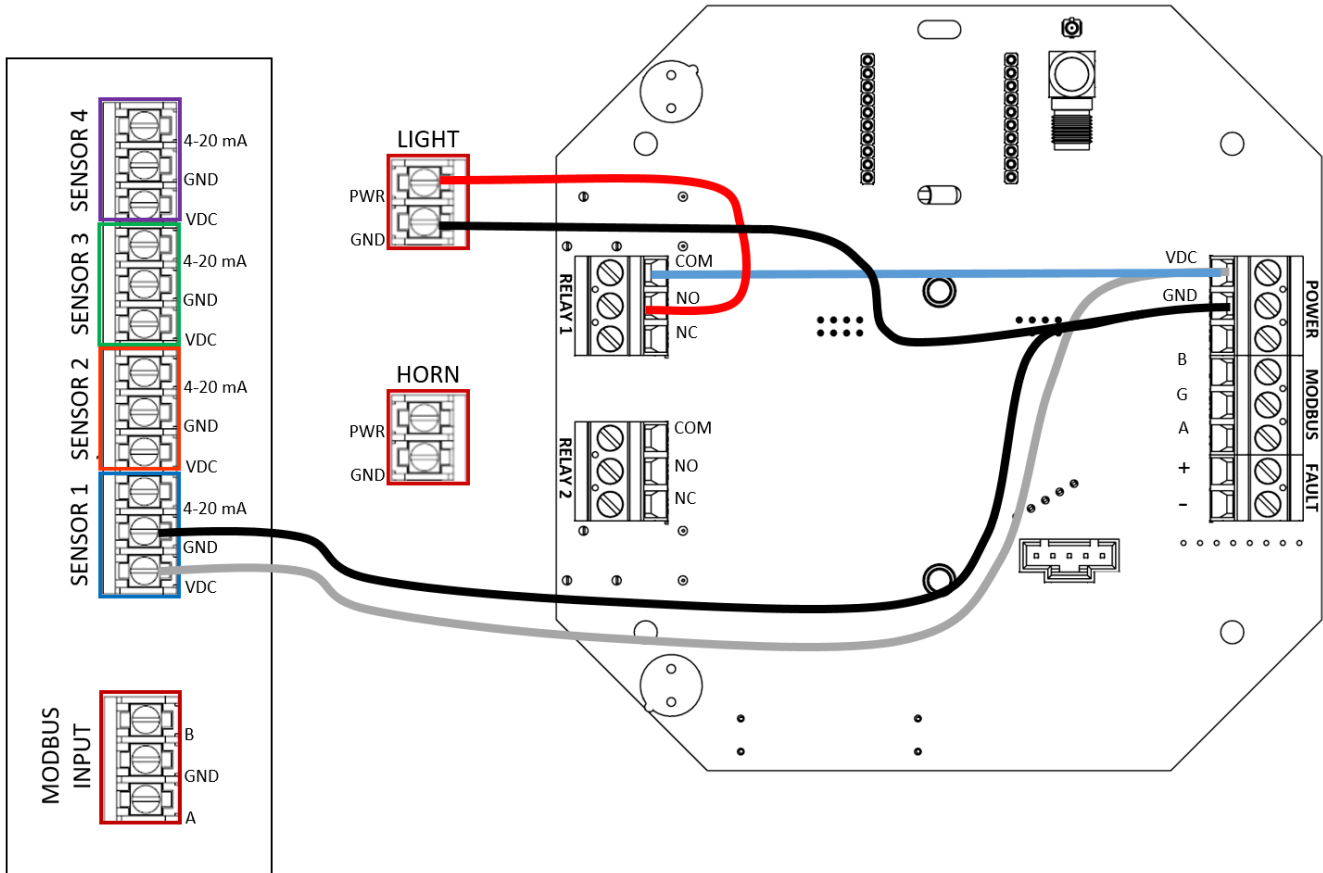 SENSOR 4
4-20 mA
GND
VDC
SENSOR 3
4-20 mA
GND
VDC
SENSOR 2
4-20 mA
GND
VDC
SENSOR 1
4-20 mA
GND
VDC
MODBUS
INPUT
B
GND
A
LIGHT
PWR
GND
HORN
PWR
GND
RELAY 1
COM
NO
NC
RELAY 2
COM
NO
NC
VDC
GND
POWER
B
G
A
MODBUS
+
-
FAULT